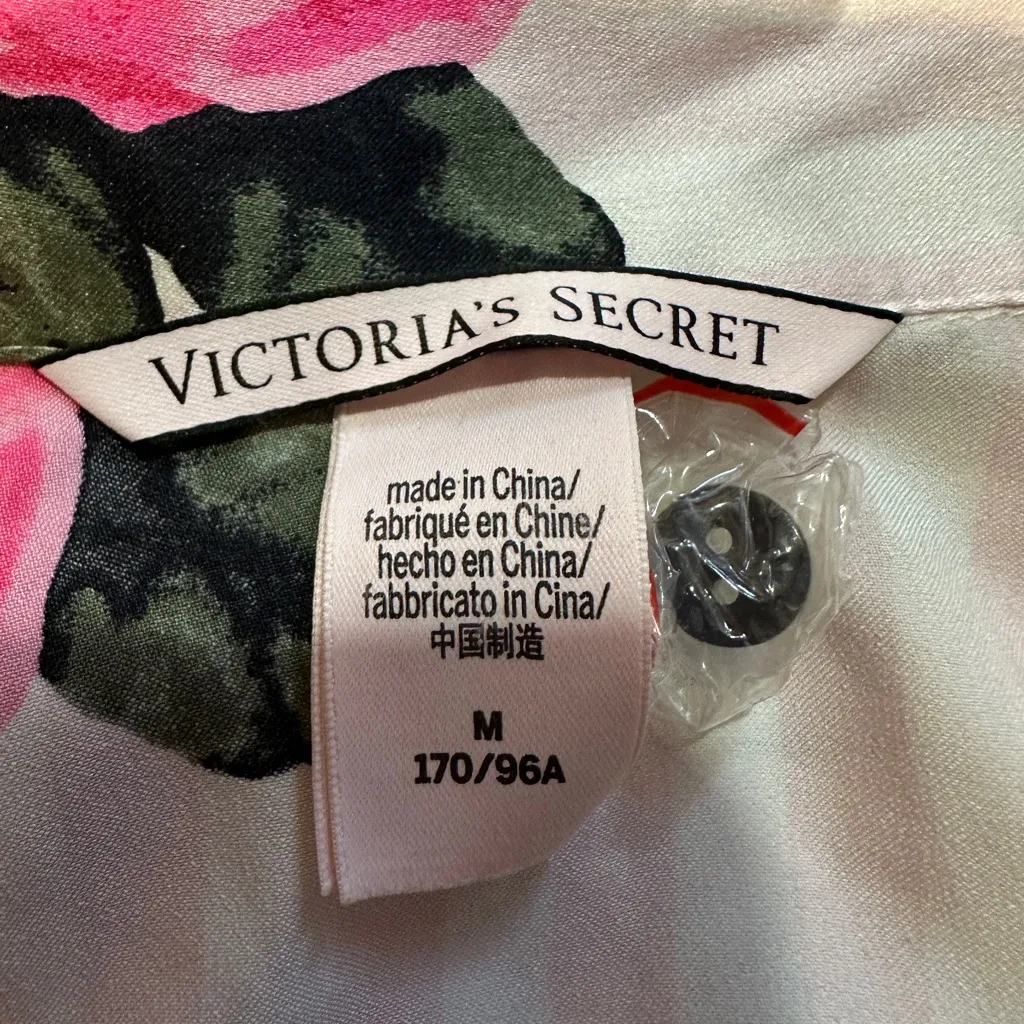 VICTORIA'S SECRET
made in China/
fabriqué en Chine/
hecho en China/
fabbricato in Cina/
中国制造
M
170/96A